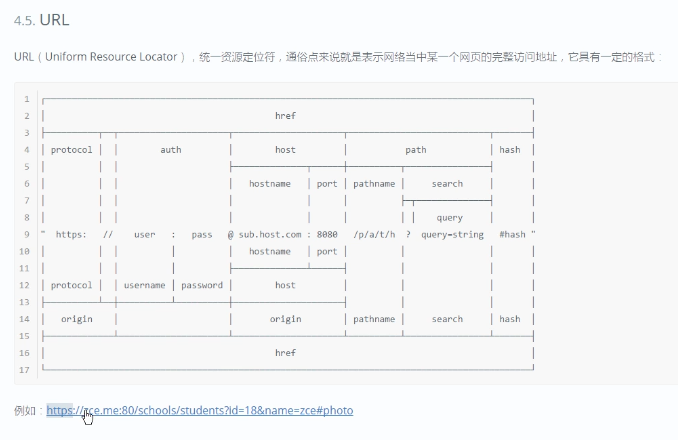 4.5. URL
URL ( Uniform Resource Locator ) ，统一资源定位符，通俗点来说就是表示网络当中某一个网页的完整访问地址，它具有一定的格式：
1
2 href
3
4 protocol auth host path hash
5
6 hostname port pathname search
7
8 query
9 " https: // user : pass @ sub.host.com : 8080 /p/a/t/h ? query=string #hash "
10 hostname port
11
12 protocol username password host
13
14 origin origin pathname search hash
15
16 href
17
例如：https://zce.me:80/schools/students?id=18&name=zce#photo